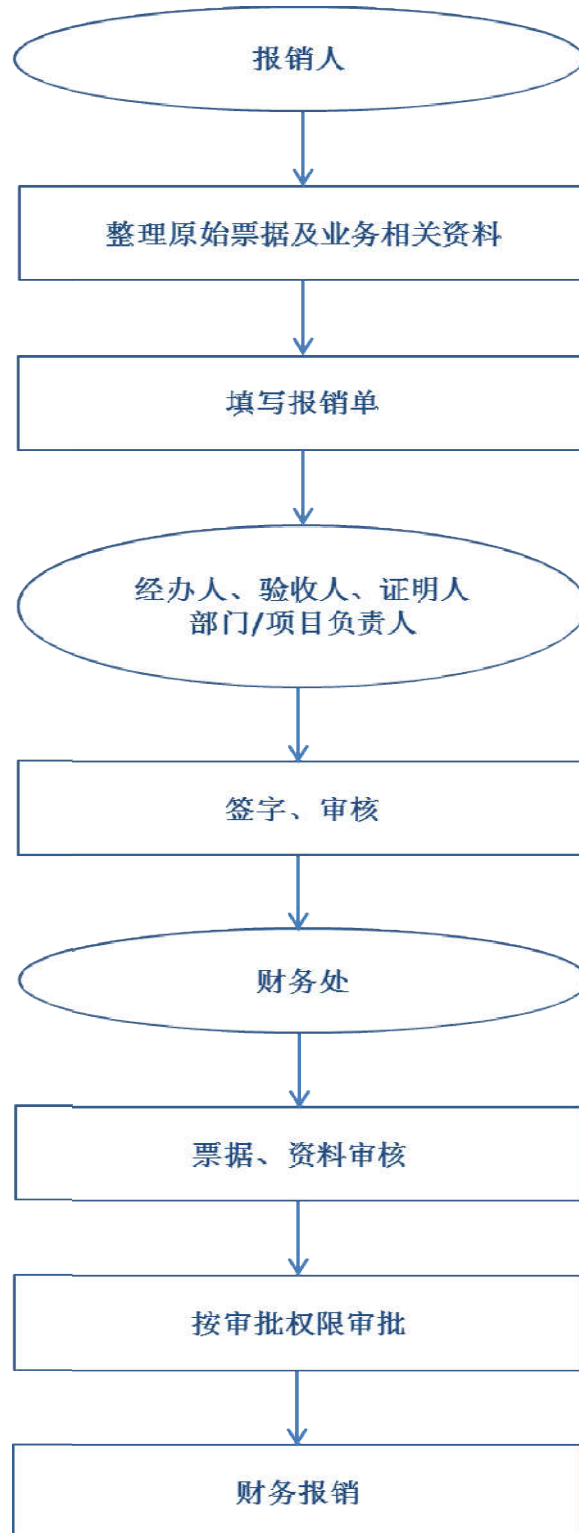 报销人
整理原始票据及业务相关资料
填写报销单
经办人、验收人、证明人
部门/项目负责人
签字、审核
财务处
票据、资料审核
按审批权限审批
财务报销